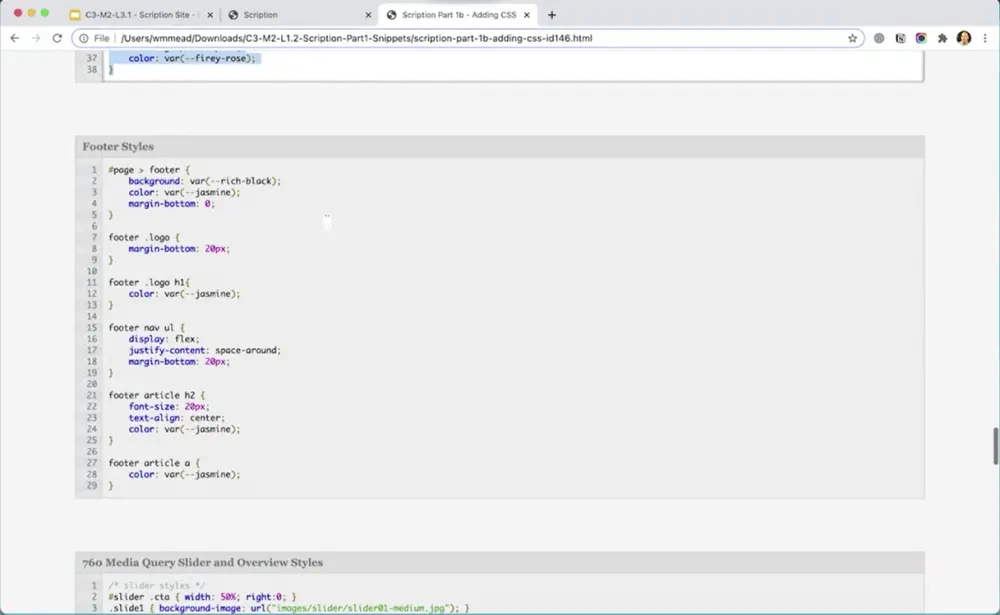 C3-M2-L3.1 - Scription Site -
Scription
Scription Part 1b - Adding CSS
File /Users/wmmead/Downloads/C3-M2-L1.2-Scription-Part1-Snippets/scription-part-1b-adding-css-id146.html
37 color: var(--firey-rose);
38 }
Footer Styles
1 #page > footer {
2 background: var(--rich-black);
3 color: var(--jasmine);
4 margin-bottom: 0;
5 }
6
7 footer .logo {
8 margin-bottom: 20px;
9 }
10
11 footer .logo h1{
12 color: var(--jasmine);
13 }
14
15 footer nav ul {
16 display: flex;
17 justify-content: space-around;
18 margin-bottom: 20px;
19 }
20
21 footer article h2 {
22 font-size: 20px;
23 text-align: center;
24 color: var(--jasmine);
25 }
26
27 footer article a {
28 color: var(--jasmine);
29 }
760 Media Query Slider and Overview Styles
1 /* slider styles */
2 #slider .cta { width: 50%; right:0; }
3 .slide1 { background-image: url("images/slider/slider01-medium.jpg"); }